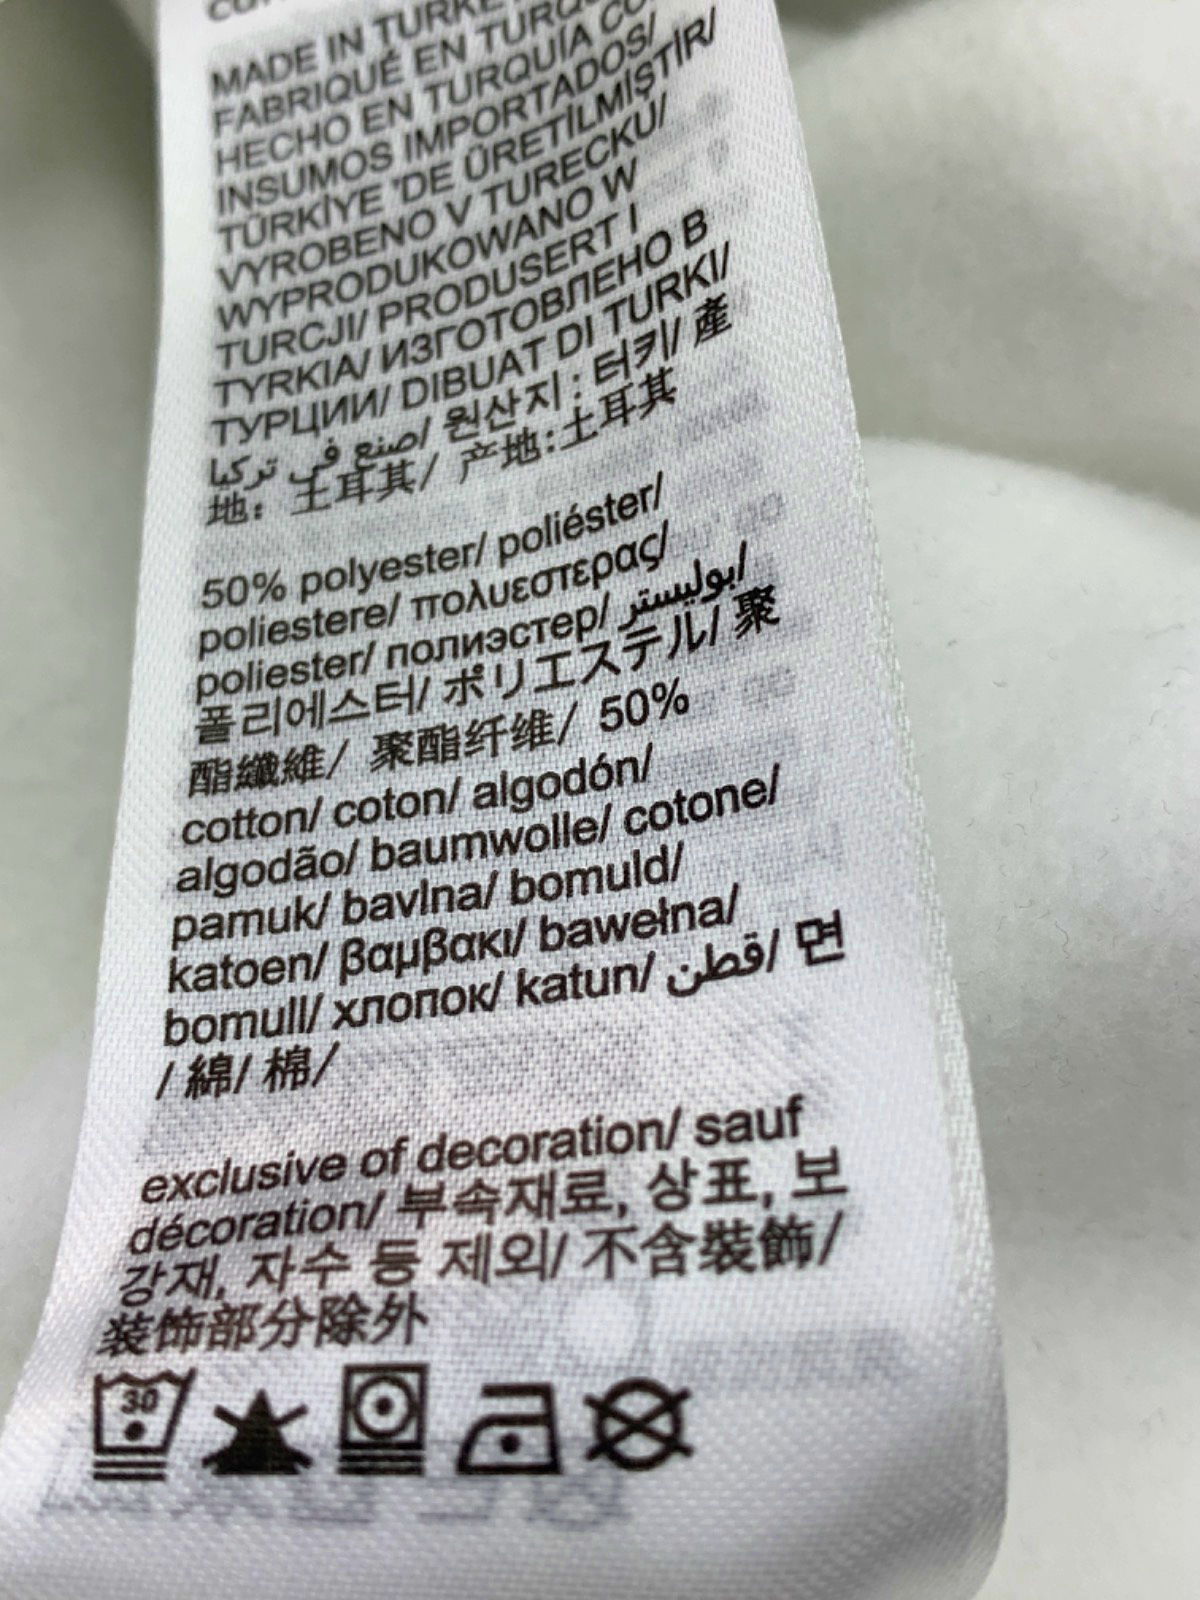 MADE IN
FABRIQUÉ EN
HECHO EN TURQUÍA
INSUMOS IMPORTADOS/
TÜRKİYE 'DE ÜRETİLMİŞTİR/
VYROBENO V TURECKU/
WYPRODUKOWANO W
TURCJI/ PRODUSERT I
TYRKIA/ ИЗГОТОВЛЕНО В
ТУРЦИИ/ DIBUAT DI TURKI/
صنع في تركيا/ 원산지 : 터키/ 產
地： 土耳其/ 产地:土耳其
50% polyester/ poliéster/
poliestere/ πολυεστερας/
poliester/ полиэстер/ بوليستر/
폴리에스터/ ポリエステル/ 聚
酯纖維/ 聚酯纤维/ 50%
cotton/ coton/ algodón/
algodão/ baumwolle/ cotone/
pamuk/ bavlna/ bomuld/
katoen/ βαμβακι/ bawełna/
bomull/ хлопок/ katun/ قطن/ 면
/ 綿/ 棉/
exclusive of decoration/ sauf
décoration/ 부속재료, 상표, 보
강재, 자수 등 제외/ 不含裝飾/
装饰部分除外
30